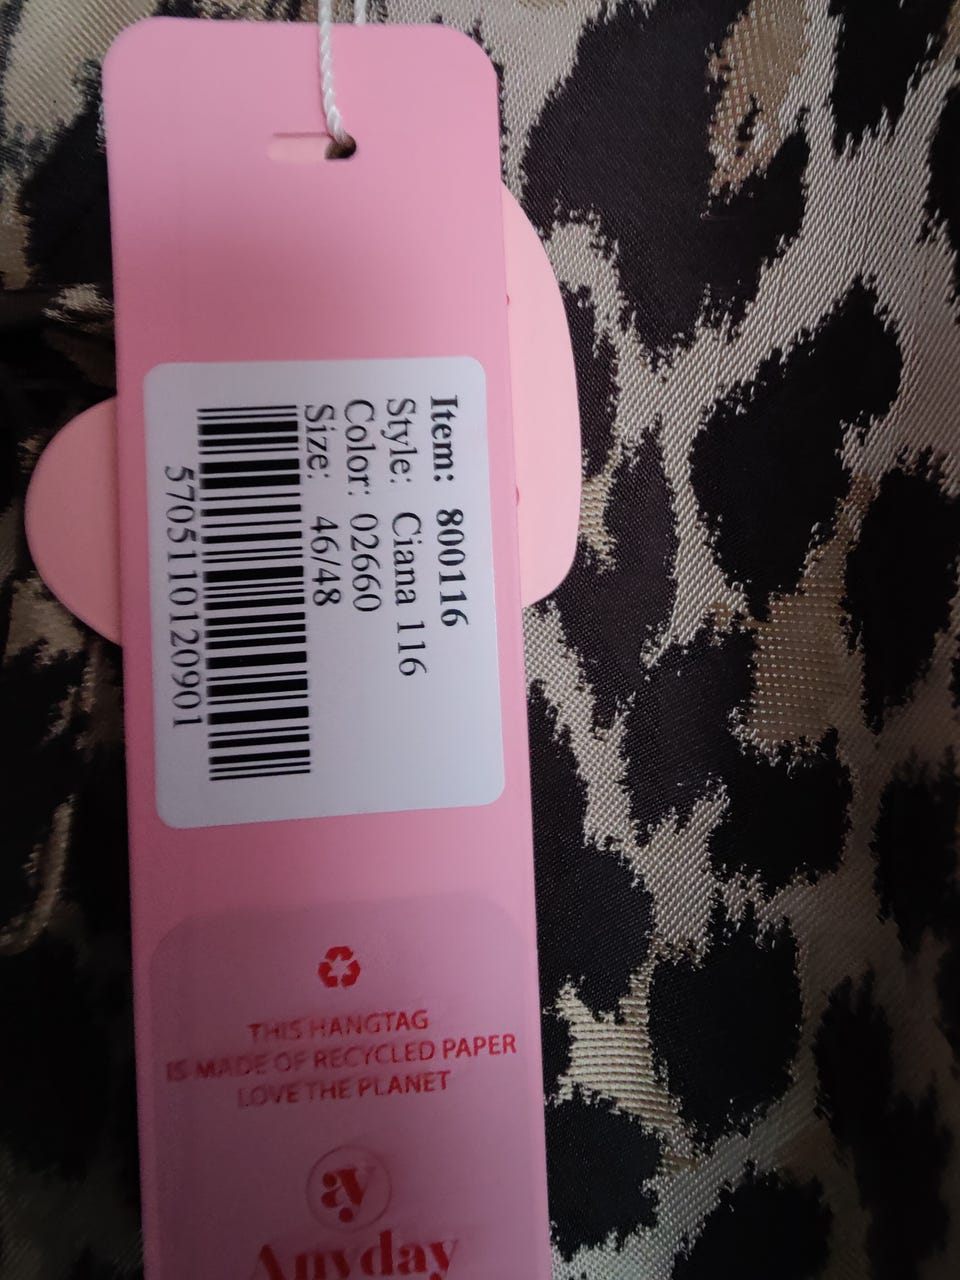 Item: 800116
Style: Ciana 116
Color: 02660
Size: 46/48
5705110120901
THIS HANGTAG
IS MADE OF RECYCLED PAPER
LOVE THE PLANET
ay
Anyday